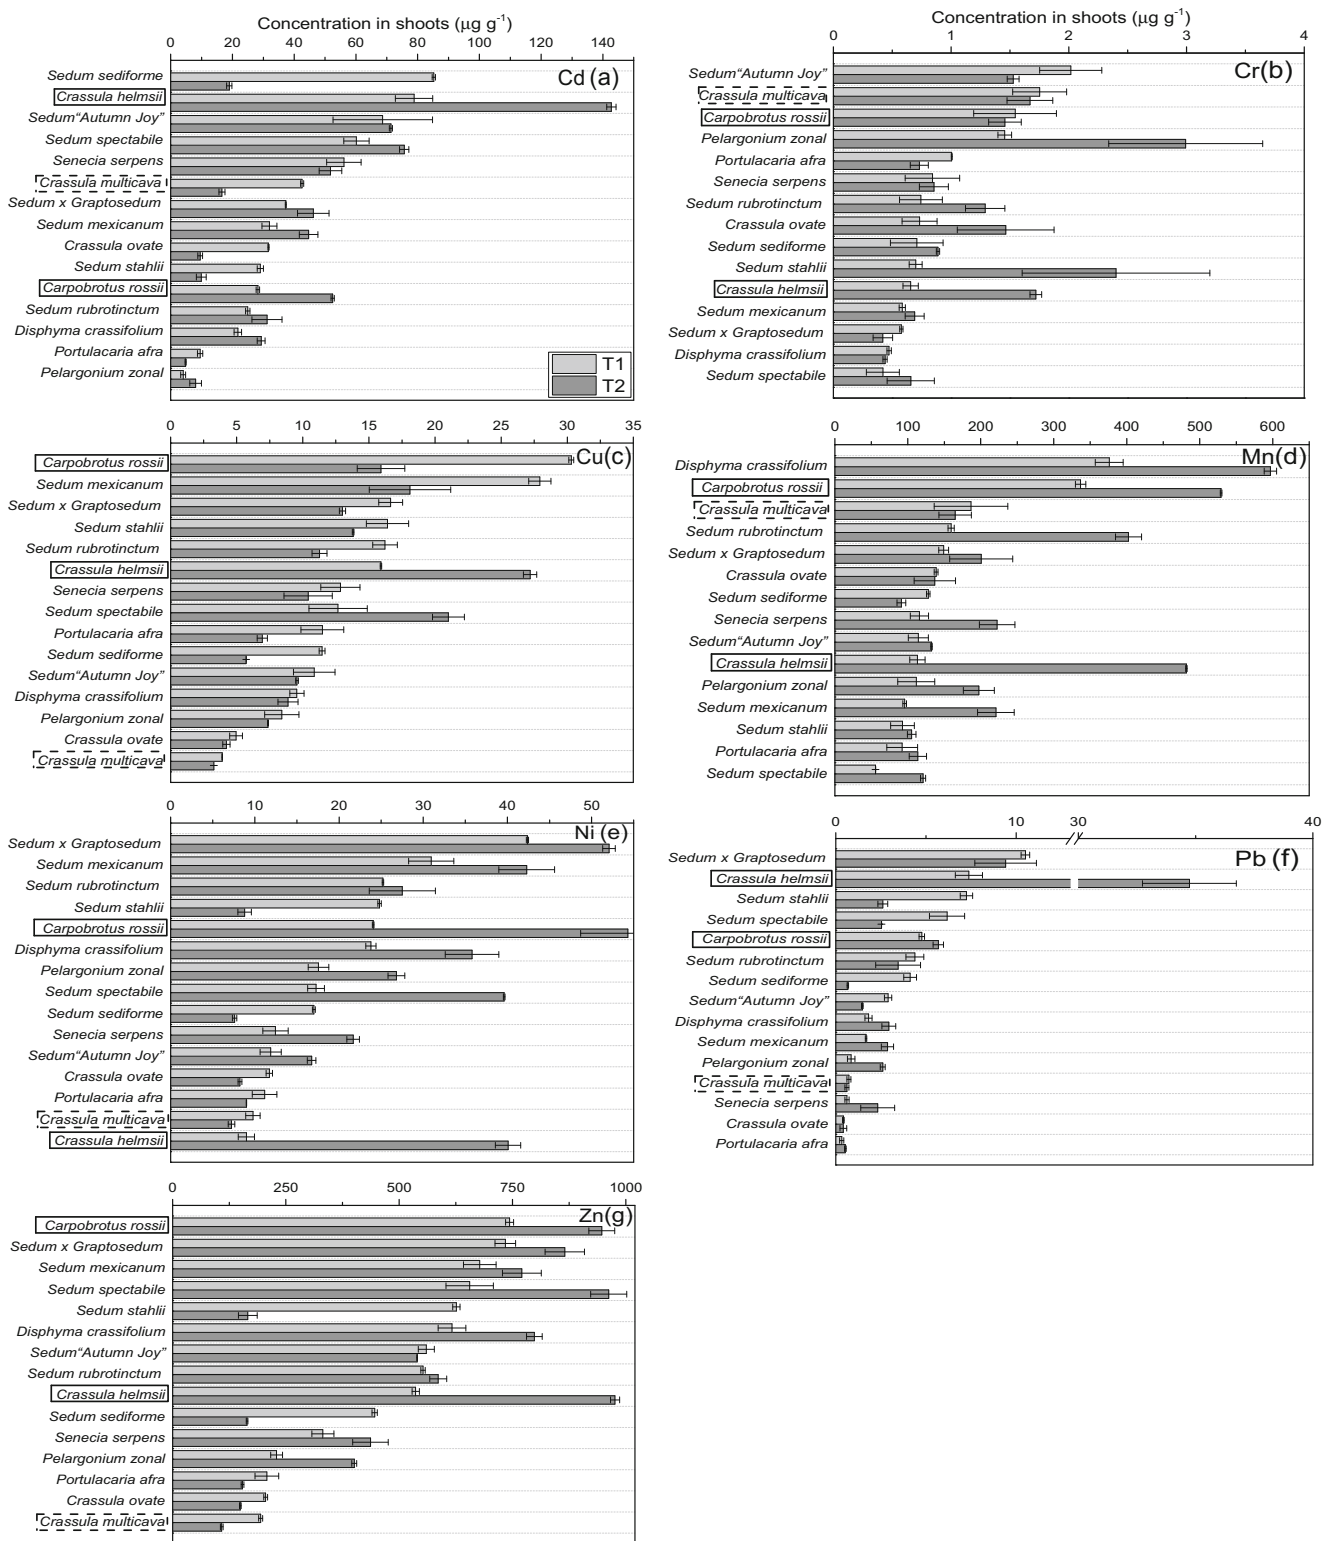 Concentration in shoots (µg g⁻¹)
0 20 40 60 80 100 120 140
Cd (a)
Sedum sediforme
Crassula helmsii
Sedum“Autumn Joy”
Sedum spectabile
Senecia serpens
Crassula multicava
Sedum x Graptosedum
Sedum mexicanum
Crassula ovate
Sedum stahlii
Carpobrotus rossii
Sedum rubrotinctum
Disphyma crassifolium
Portulacaria afra
Pelargonium zonal
T1
T2
Concentration in shoots (µg g⁻¹)
0 1 2 3 4
Cr(b)
Sedum“Autumn Joy”
Crassula multicava
Carpobrotus rossii
Pelargonium zonal
Portulacaria afra
Senecia serpens
Sedum rubrotinctum
Crassula ovate
Sedum sediforme
Sedum stahlii
Crassula helmsii
Sedum mexicanum
Sedum x Graptosedum
Disphyma crassifolium
Sedum spectabile
0 5 10 15 20 25 30 35
Cu(c)
Carpobrotus rossii
Sedum mexicanum
Sedum x Graptosedum
Sedum stahlii
Sedum rubrotinctum
Crassula helmsii
Senecia serpens
Sedum spectabile
Portulacaria afra
Sedum sediforme
Sedum“Autumn Joy”
Disphyma crassifolium
Pelargonium zonal
Crassula ovate
Crassula multicava
0 100 200 300 400 500 600
Mn(d)
Disphyma crassifolium
Carpobrotus rossii
Crassula multicava
Sedum rubrotinctum
Sedum x Graptosedum
Crassula ovate
Sedum sediforme
Senecia serpens
Sedum“Autumn Joy”
Crassula helmsii
Pelargonium zonal
Sedum mexicanum
Sedum stahlii
Portulacaria afra
Sedum spectabile
0 10 20 30 40 50
Ni (e)
Sedum x Graptosedum
Sedum mexicanum
Sedum rubrotinctum
Sedum stahlii
Carpobrotus rossii
Disphyma crassifolium
Pelargonium zonal
Sedum spectabile
Sedum sediforme
Senecia serpens
Sedum“Autumn Joy”
Crassula ovate
Portulacaria afra
Crassula multicava
Crassula helmsii
0 10 30 40
Pb (f)
Sedum x Graptosedum
Crassula helmsii
Sedum stahlii
Sedum spectabile
Carpobrotus rossii
Sedum rubrotinctum
Sedum sediforme
Sedum“Autumn Joy”
Disphyma crassifolium
Sedum mexicanum
Pelargonium zonal
Crassula multicava
Senecia serpens
Crassula ovate
Portulacaria afra
0 250 500 750 1000
Zn(g)
Carpobrotus rossii
Sedum x Graptosedum
Sedum mexicanum
Sedum spectabile
Sedum stahlii
Disphyma crassifolium
Sedum“Autumn Joy”
Sedum rubrotinctum
Crassula helmsii
Sedum sediforme
Senecia serpens
Pelargonium zonal
Portulacaria afra
Crassula ovate
Crassula multicava